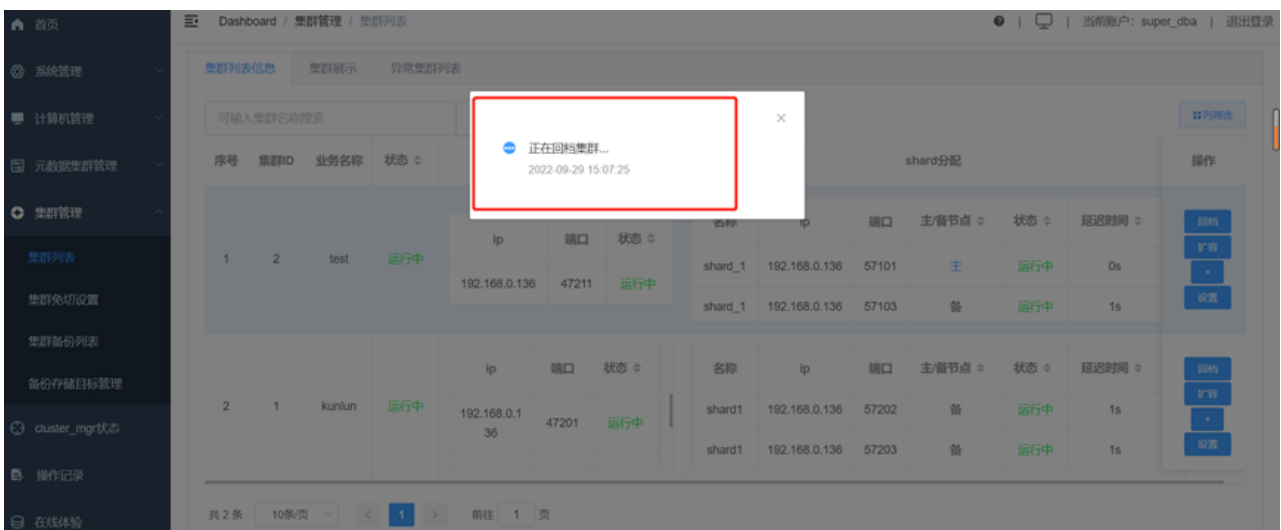 首页
Dashboard / 集群管理 / 集群列表
当前账户: super_dba | 退出登录
系统管理
计算机管理
元数据集群管理
集群管理
集群列表
集群免切设置
集群备份列表
备份存储目标管理
cluster_mgr状态
操作记录
在线体验
集群列表信息 集群展示 异常集群列表
可输入集群名称搜索
列筛选
正在回档集群...
2022-09-29 15:07:25
序号 集群ID 业务名称 状态 shard分配 操作
1 2 test 运行中
ip 端口 状态
192.168.0.136 47211 运行中
名称 ip 端口 主/备节点 状态 延迟时间
shard_1 192.168.0.136 57101 主 运行中 0s
shard_1 192.168.0.136 57103 备 运行中 1s
回档
扩容
设置
2 1 kunlun 运行中
ip 端口 状态
192.168.0.1
36
47201 运行中
名称 ip 端口 主/备节点 状态 延迟时间
shard1 192.168.0.136 57202 备 运行中 1s
shard1 192.168.0.136 57203 备 运行中 1s
回档
扩容
设置
共 2 条 10条/页 1 前往 1 页